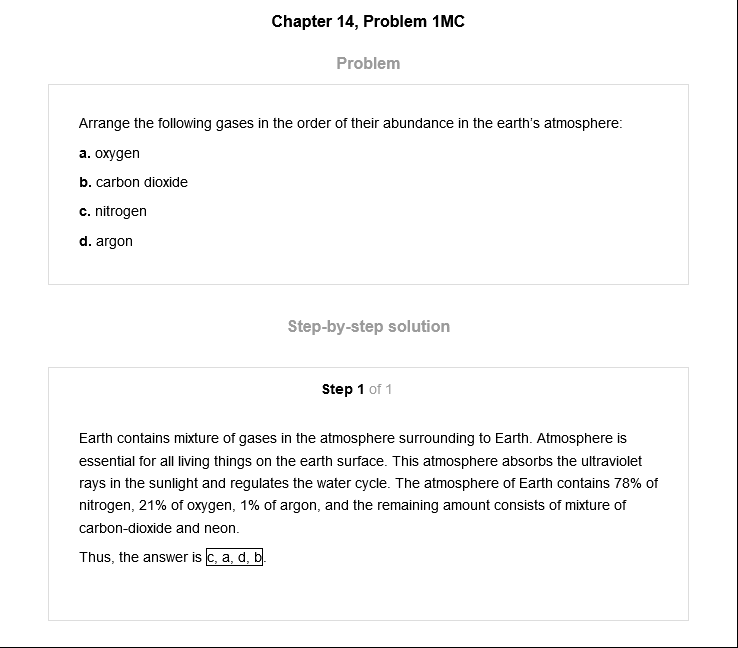 Chapter 14, Problem 1MC
Problem
Arrange the following gases in the order of their abundance in the earth's atmosphere:
a. oxygen
b. carbon dioxide
c. nitrogen
d. argon
Step-by-step solution
Step 1 of 1
Earth contains mixture of gases in the atmosphere surrounding to Earth. Atmosphere is
essential for all living things on the earth surface. This atmosphere absorbs the ultraviolet
rays in the sunlight and regulates the water cycle. The atmosphere of Earth contains 78% of
nitrogen, 21% of oxygen, 1% of argon, and the remaining amount consists of mixture of
carbon-dioxide and neon.
Thus, the answer is c, a, d, b.